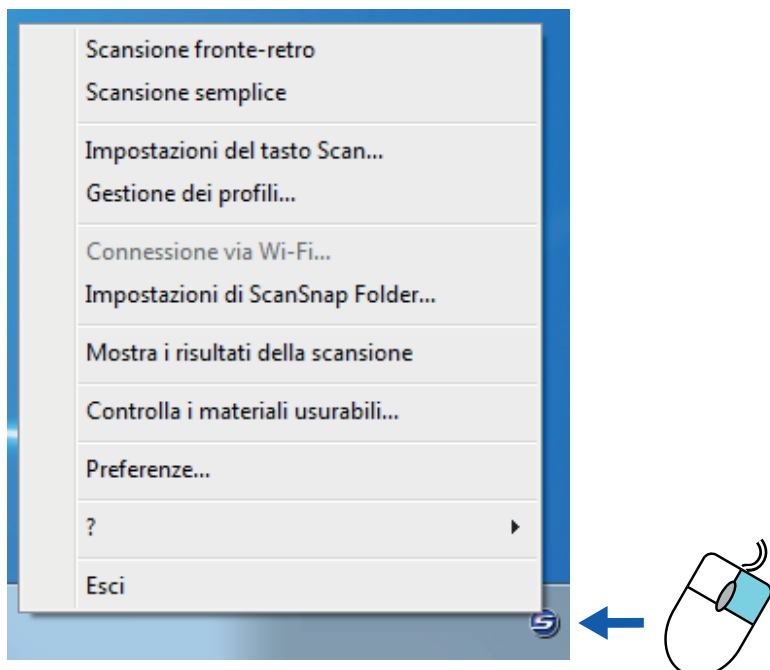 Scansione fronte-retro
Scansione semplice
Impostazioni del tasto Scan...
Gestione dei profili...
Connessione via Wi-Fi...
Impostazioni di ScanSnap Folder...
Mostra i risultati della scansione
Controlla i materiali usurabili...
Preferenze...
?
Esci
S